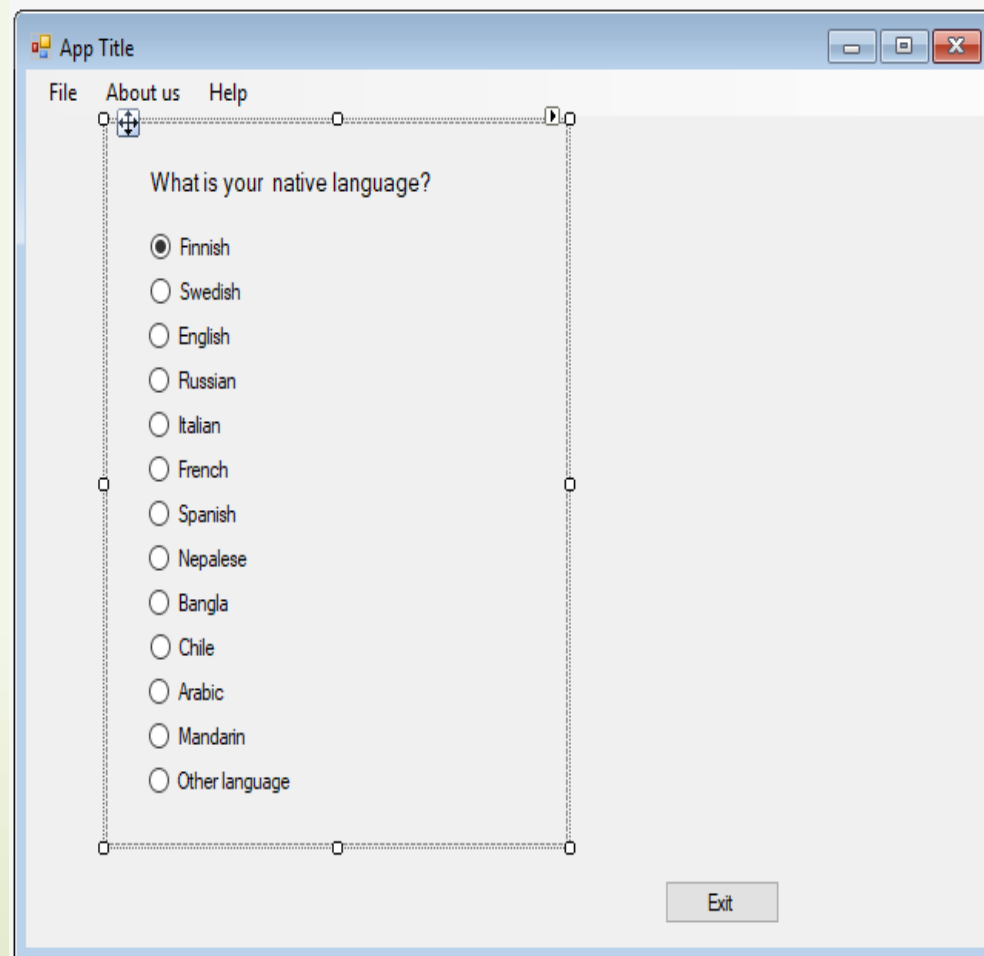 App Title
File About us Help
What is your native language?
Finnish
Swedish
English
Russian
Italian
French
Spanish
Nepalese
Bangla
Chile
Arabic
Mandarin
Other language
Exit